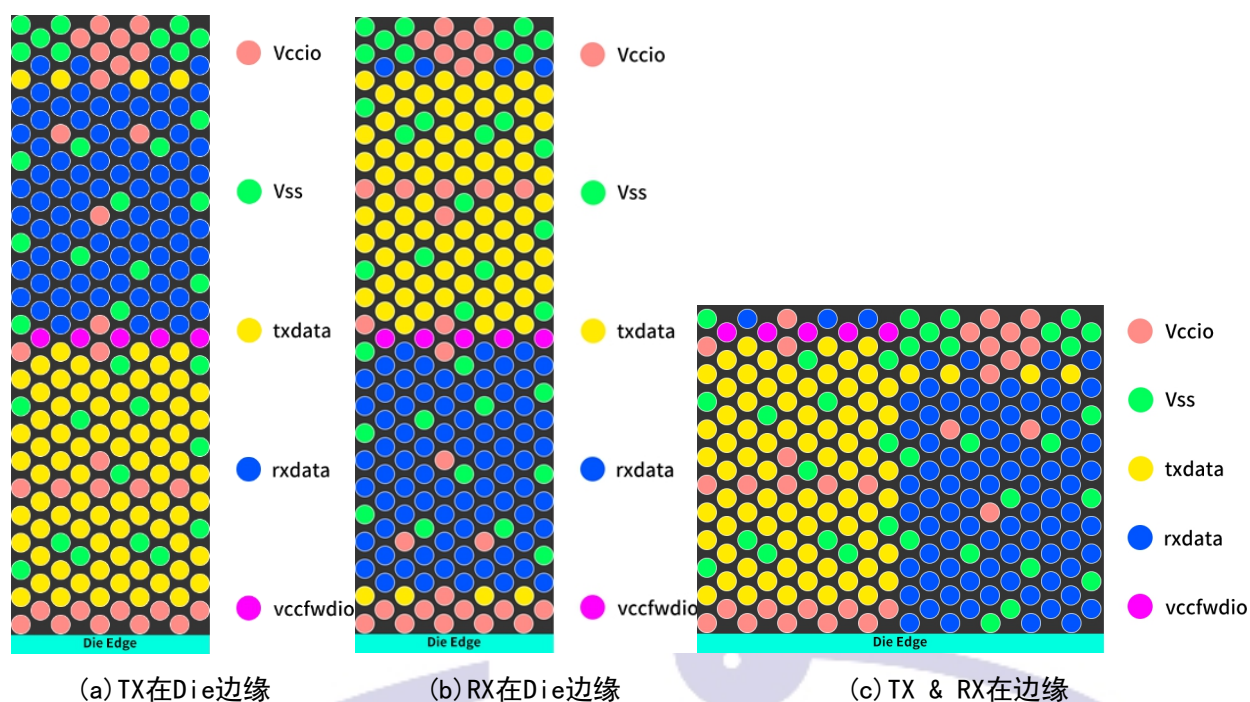 Vccio
Vss
txdata
rxdata
vccfwdio
Die Edge
(a)TX在Die边缘
Vccio
Vss
txdata
rxdata
vccfwdio
Die Edge
(b)RX在Die边缘
Vccio
Vss
txdata
rxdata
vccfwdio
Die Edge
(c)TX & RX在边缘